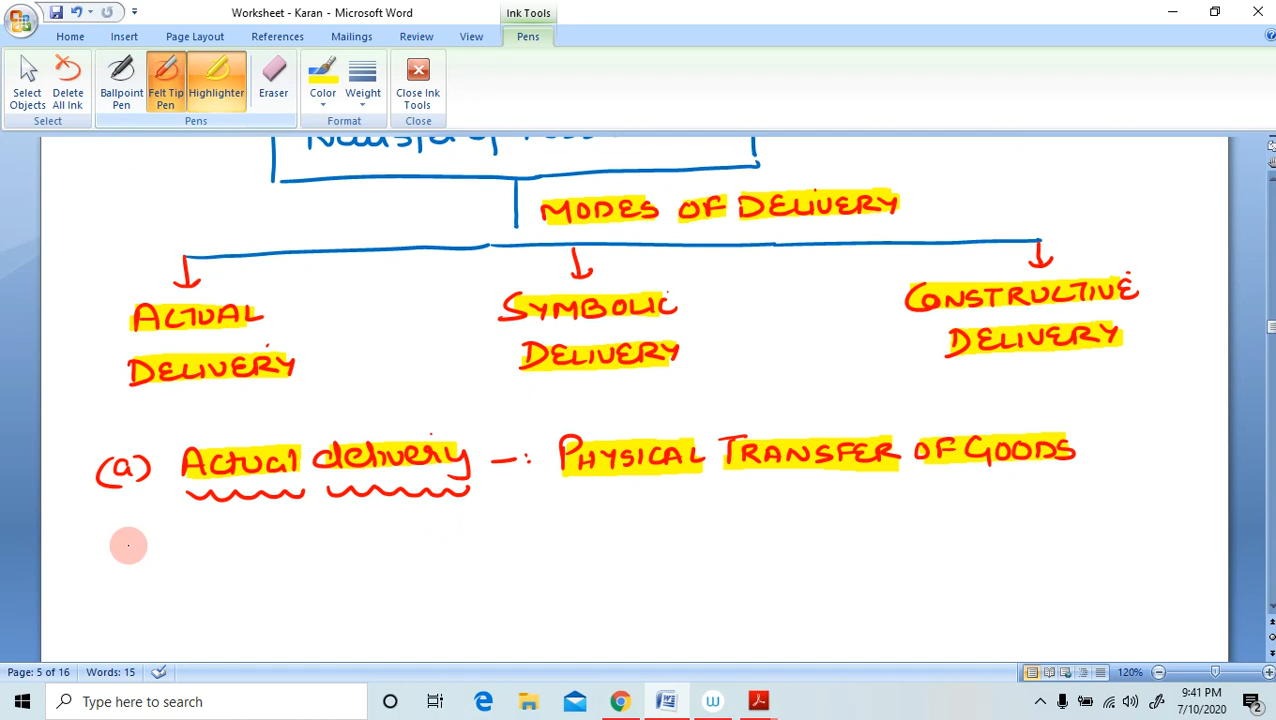 Worksheet - Karan - Microsoft Word
Ink Tools
Home Insert Page Layout References Mailings Review View Pens
Select Objects
Delete All Ink
Ballpoint Pen
Felt Tip Pen
Highlighter
Eraser
Color
Weight
Close Ink Tools
Select Pens Format Close
MODES OF DELIVERY
ACTUAL DELIVERY
SYMBOLIC DELIVERY
CONSTRUCTIVE DELIVERY
(a) Actual delivery -: PHYSICAL TRANSFER OF GOODS
Page: 5 of 16 Words: 15 120%
Type here to search
9:41 PM
7/10/2020
2